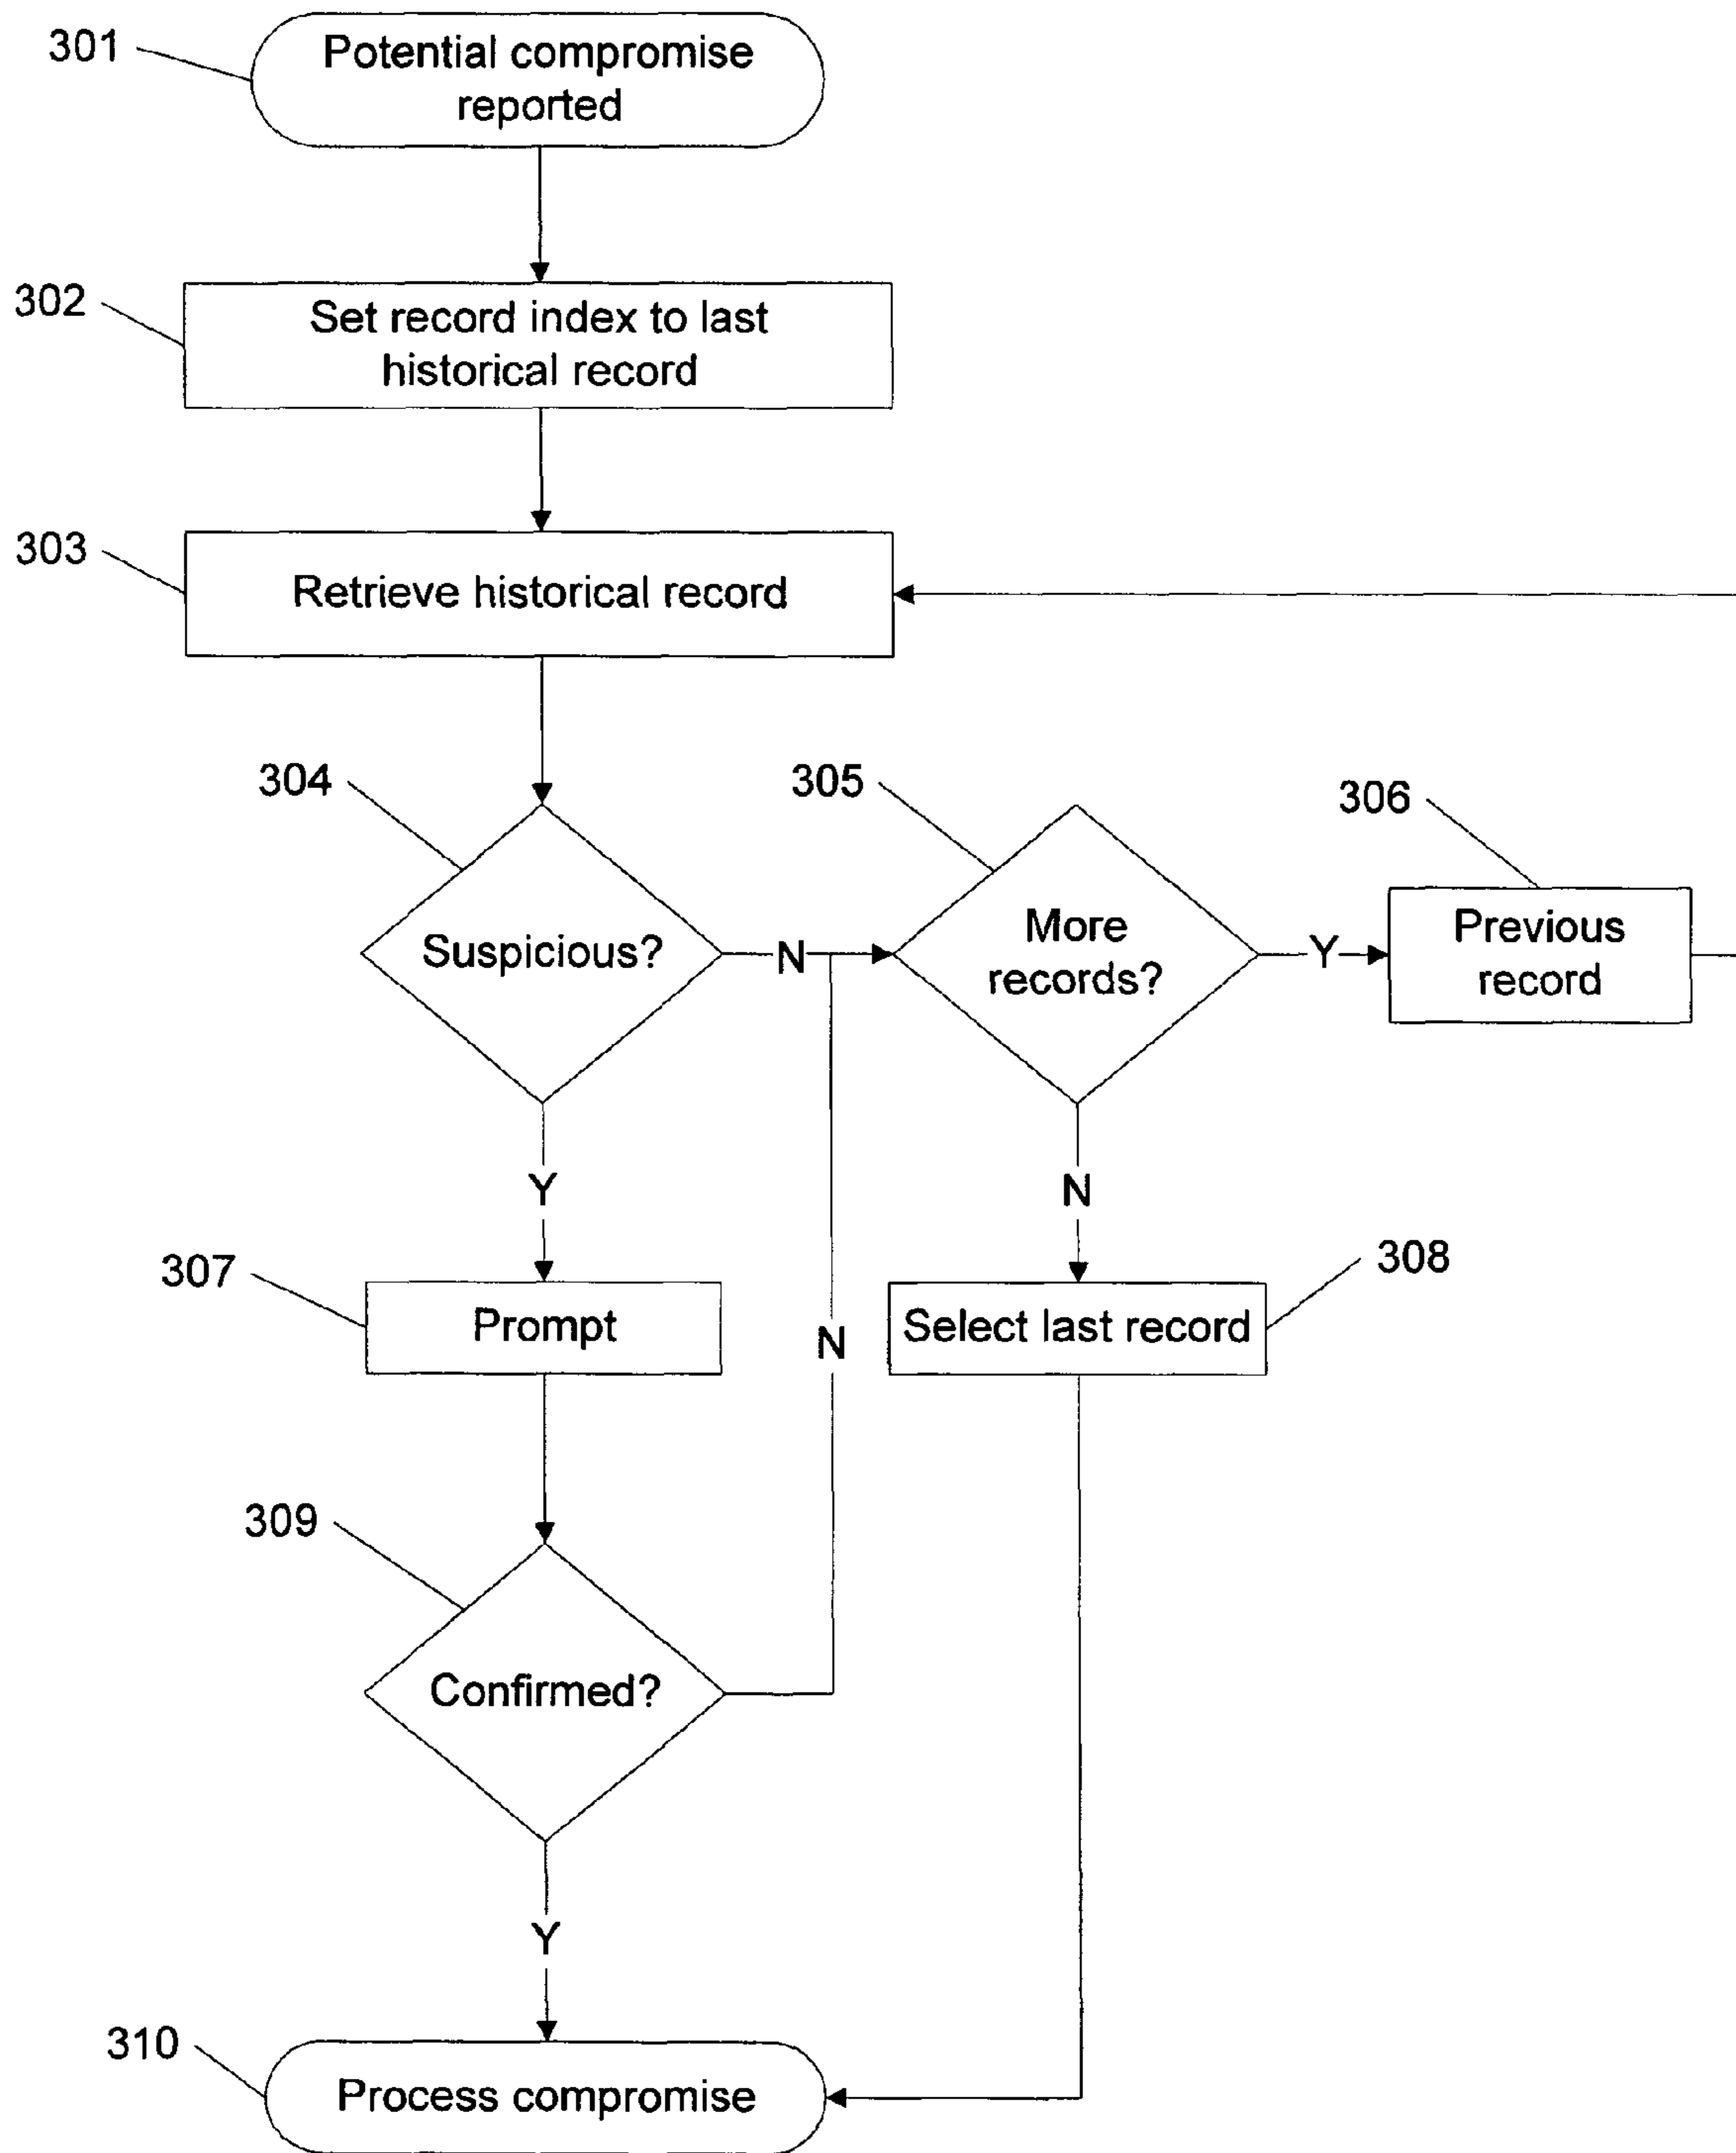 301
Potential compromise
reported
302
Set record index to last
historical record
303
Retrieve historical record
304
305
306
Suspicious?
N
More
records?
Y
Previous
record
Y
N
307
Prompt
N
308
Select last record
309
Confirmed?
Y
310
Process compromise